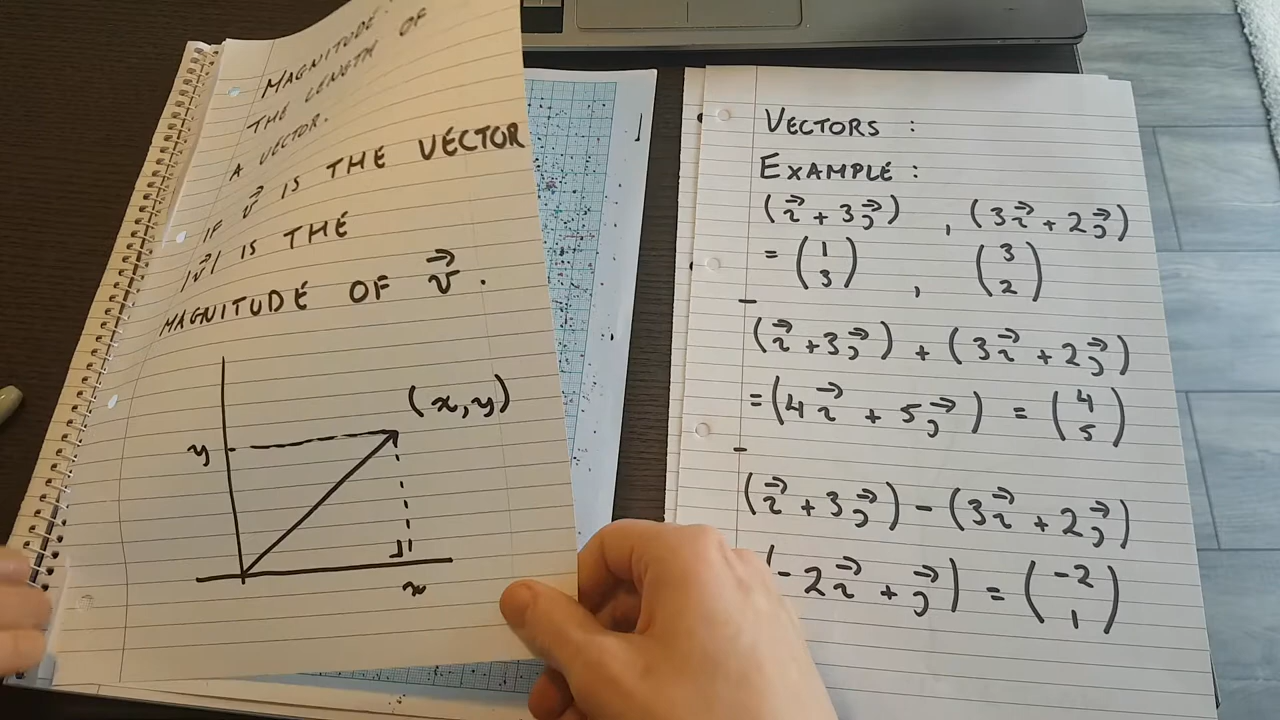 MAGNITUDE:
THE LENGTH OF
A VECTOR.
IF v⃗ IS THE VECTOR
|v⃗| IS THE
MAGNITUDE OF v⃗.
(x,y)
y
x
VECTORS :
EXAMPLE :
(i⃗ + 3j⃗) , (3i⃗ + 2j⃗)
= (1 3) , (3 2)
(i⃗ + 3j⃗) + (3i⃗ + 2j⃗)
= (4i⃗ + 5j⃗) = (4 5)
(i⃗ + 3j⃗) - (3i⃗ + 2j⃗)
(-2i⃗ + j⃗) = (-2 1)